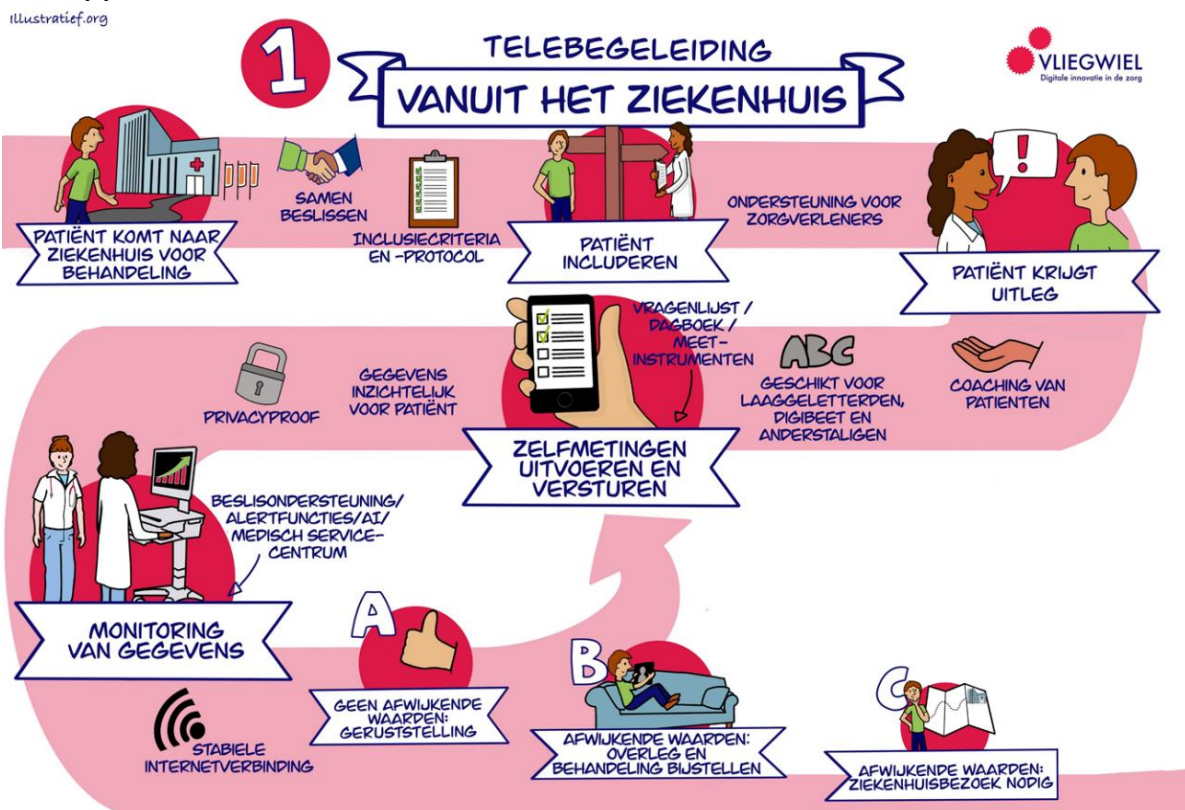 Illustratief.org
1
TELEBEGELEIDING
VANUIT HET ZIEKENHUIS
VLIEGWIEL
Digitale innovatie in de zorg
PATIËNT KOMT NAAR
ZIEKENHUIS VOOR
BEHANDELING
SAMEN
BESLISSEN
INCLUSIECRITERIA
EN -PROTOCOL
PATIËNT
INCLUDEREN
ONDERSTEUNING VOOR
ZORGVERLENERS
!
PATIËNT KRIJGT
UITLEG
PRIVACYPROOF
GEGEVENS
INZICHTELIJK
VOOR PATIËNT
VRAGENLIJST /
DAGBOEK /
MEET-
INSTRUMENTEN
ZELFMETINGEN
UITVOEREN EN
VERSTUREN
ABC
GESCHIKT VOOR
LAAGGELETTERDEN,
DIGIBEET EN
ANDERSTALIGEN
COACHING VAN
PATIENTEN
BESLISONDERSTEUNING/
ALERTFUNCTIES/AI/
MEDISCH SERVICE-
CENTRUM
MONITORING
VAN GEGEVENS
STABIELE
INTERNETVERBINDING
A
GEEN AFWIJKENDE
WAARDEN:
GERUSTSTELLING
B
AFWIJKENDE WAARDEN:
OVERLEG EN
BEHANDELING BIJSTELLEN
C
AFWIJKENDE WAARDEN:
ZIEKENHUISBEZOEK NODIG